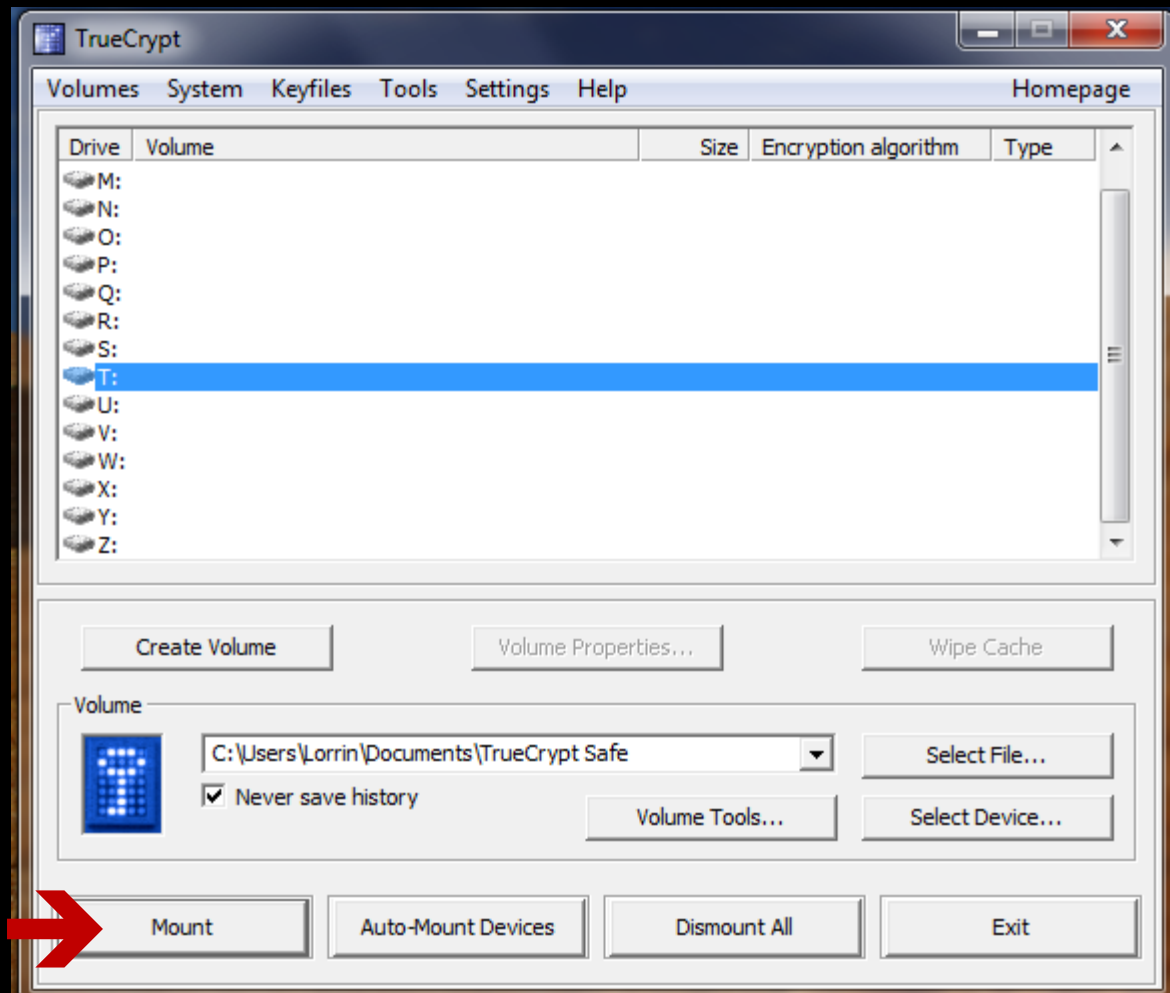 TrueCrypt
Volumes System Keyfiles Tools Settings Help Homepage
Drive Volume Size Encryption algorithm Type
M:
N:
O:
P:
Q:
R:
S:
T:
U:
V:
W:
X:
Y:
Z:
Create Volume Volume Properties... Wipe Cache
Volume
C:\Users\Lorrin\Documents\TrueCrypt Safe Select File...
Never save history Volume Tools... Select Device...
Mount Auto-Mount Devices Dismount All Exit